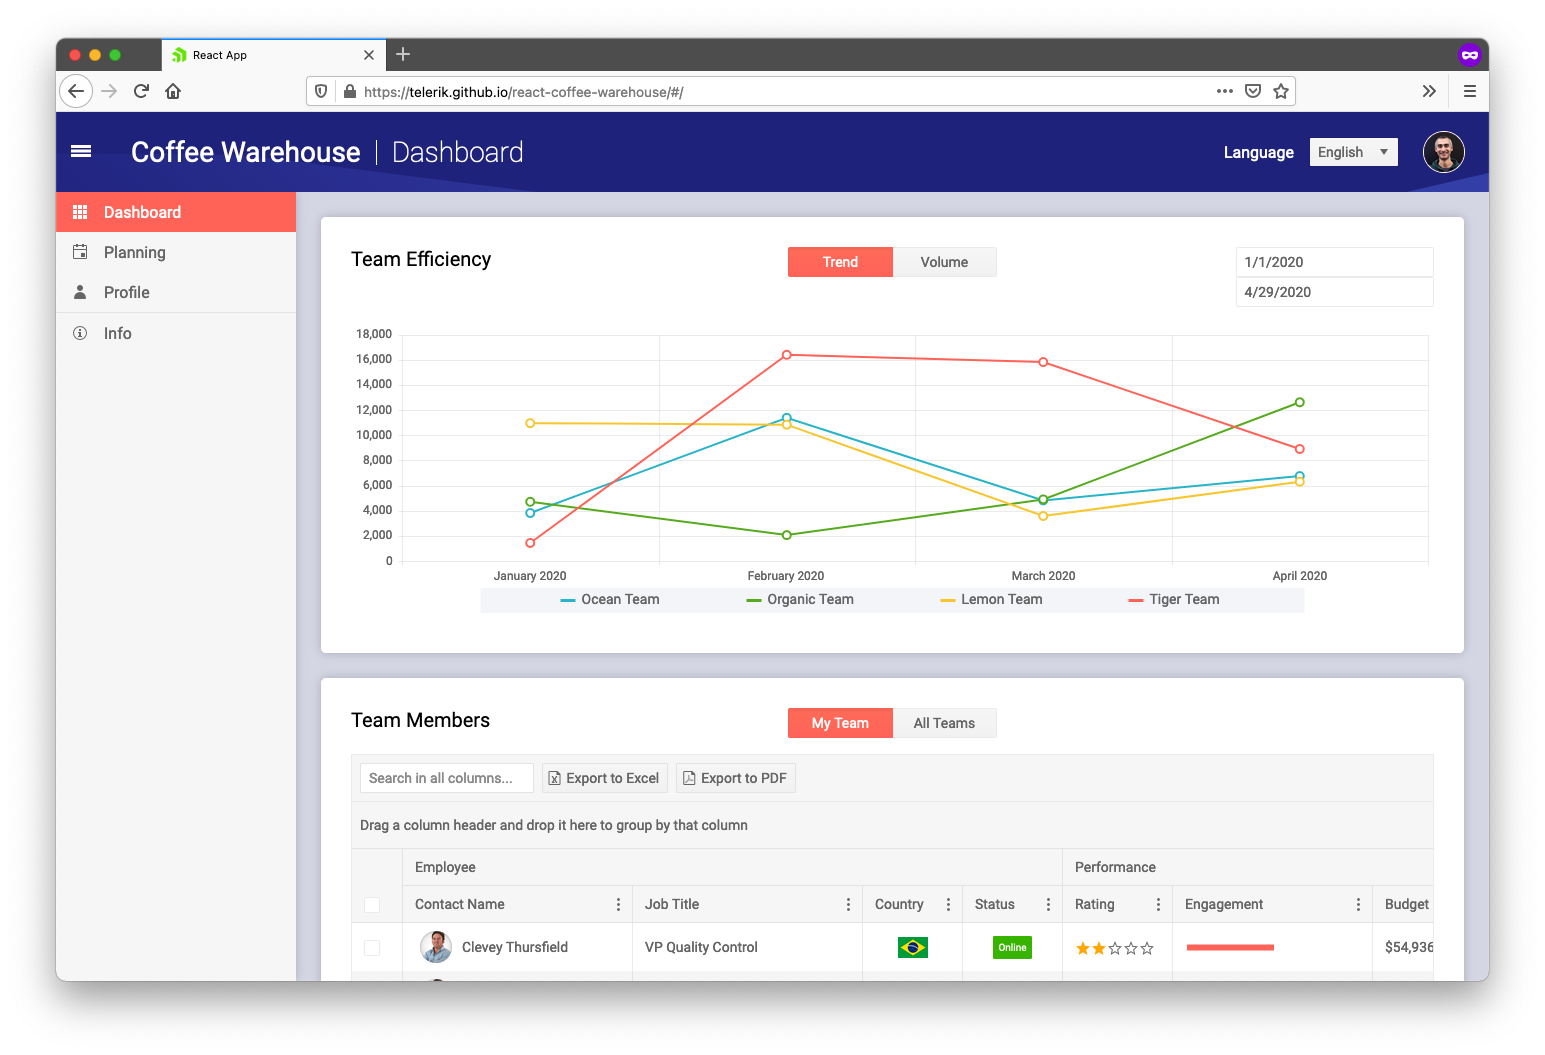 React App
https://telerik.github.io/react-coffee-warehouse/#/
Coffee Warehouse | Dashboard
Language
English
Dashboard
Planning
Profile
Info
Team Efficiency
Trend
Volume
1/1/2020
4/29/2020
18,000
16,000
14,000
12,000
10,000
8,000
6,000
4,000
2,000
0
January 2020
February 2020
March 2020
April 2020
Ocean Team
Organic Team
Lemon Team
Tiger Team
Team Members
My Team
All Teams
Search in all columns...
Export to Excel
Export to PDF
Drag a column header and drop it here to group by that column
Employee
Performance
Contact Name
Job Title
Country
Status
Rating
Engagement
Budget
Clevey Thursfield
VP Quality Control
Online
$54,936